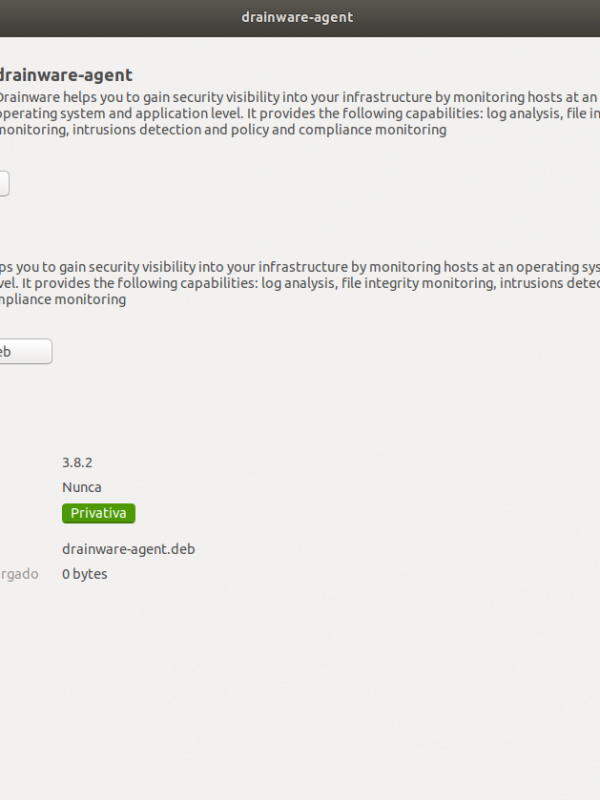 drainware-agent
drainware-agent
Drainware helps you to gain security visibility into your infrastructure by monitoring hosts at an
operating system and application level. It provides the following capabilities: log analysis, file in
monitoring, intrusions detection and policy and compliance monitoring
ps you to gain security visibility into your infrastructure by monitoring hosts at an operating sys
vel. It provides the following capabilities: log analysis, file integrity monitoring, intrusions detec
mpliance monitoring
eb
3.8.2
Nunca
Privativa
drainware-agent.deb
rgado 0 bytes